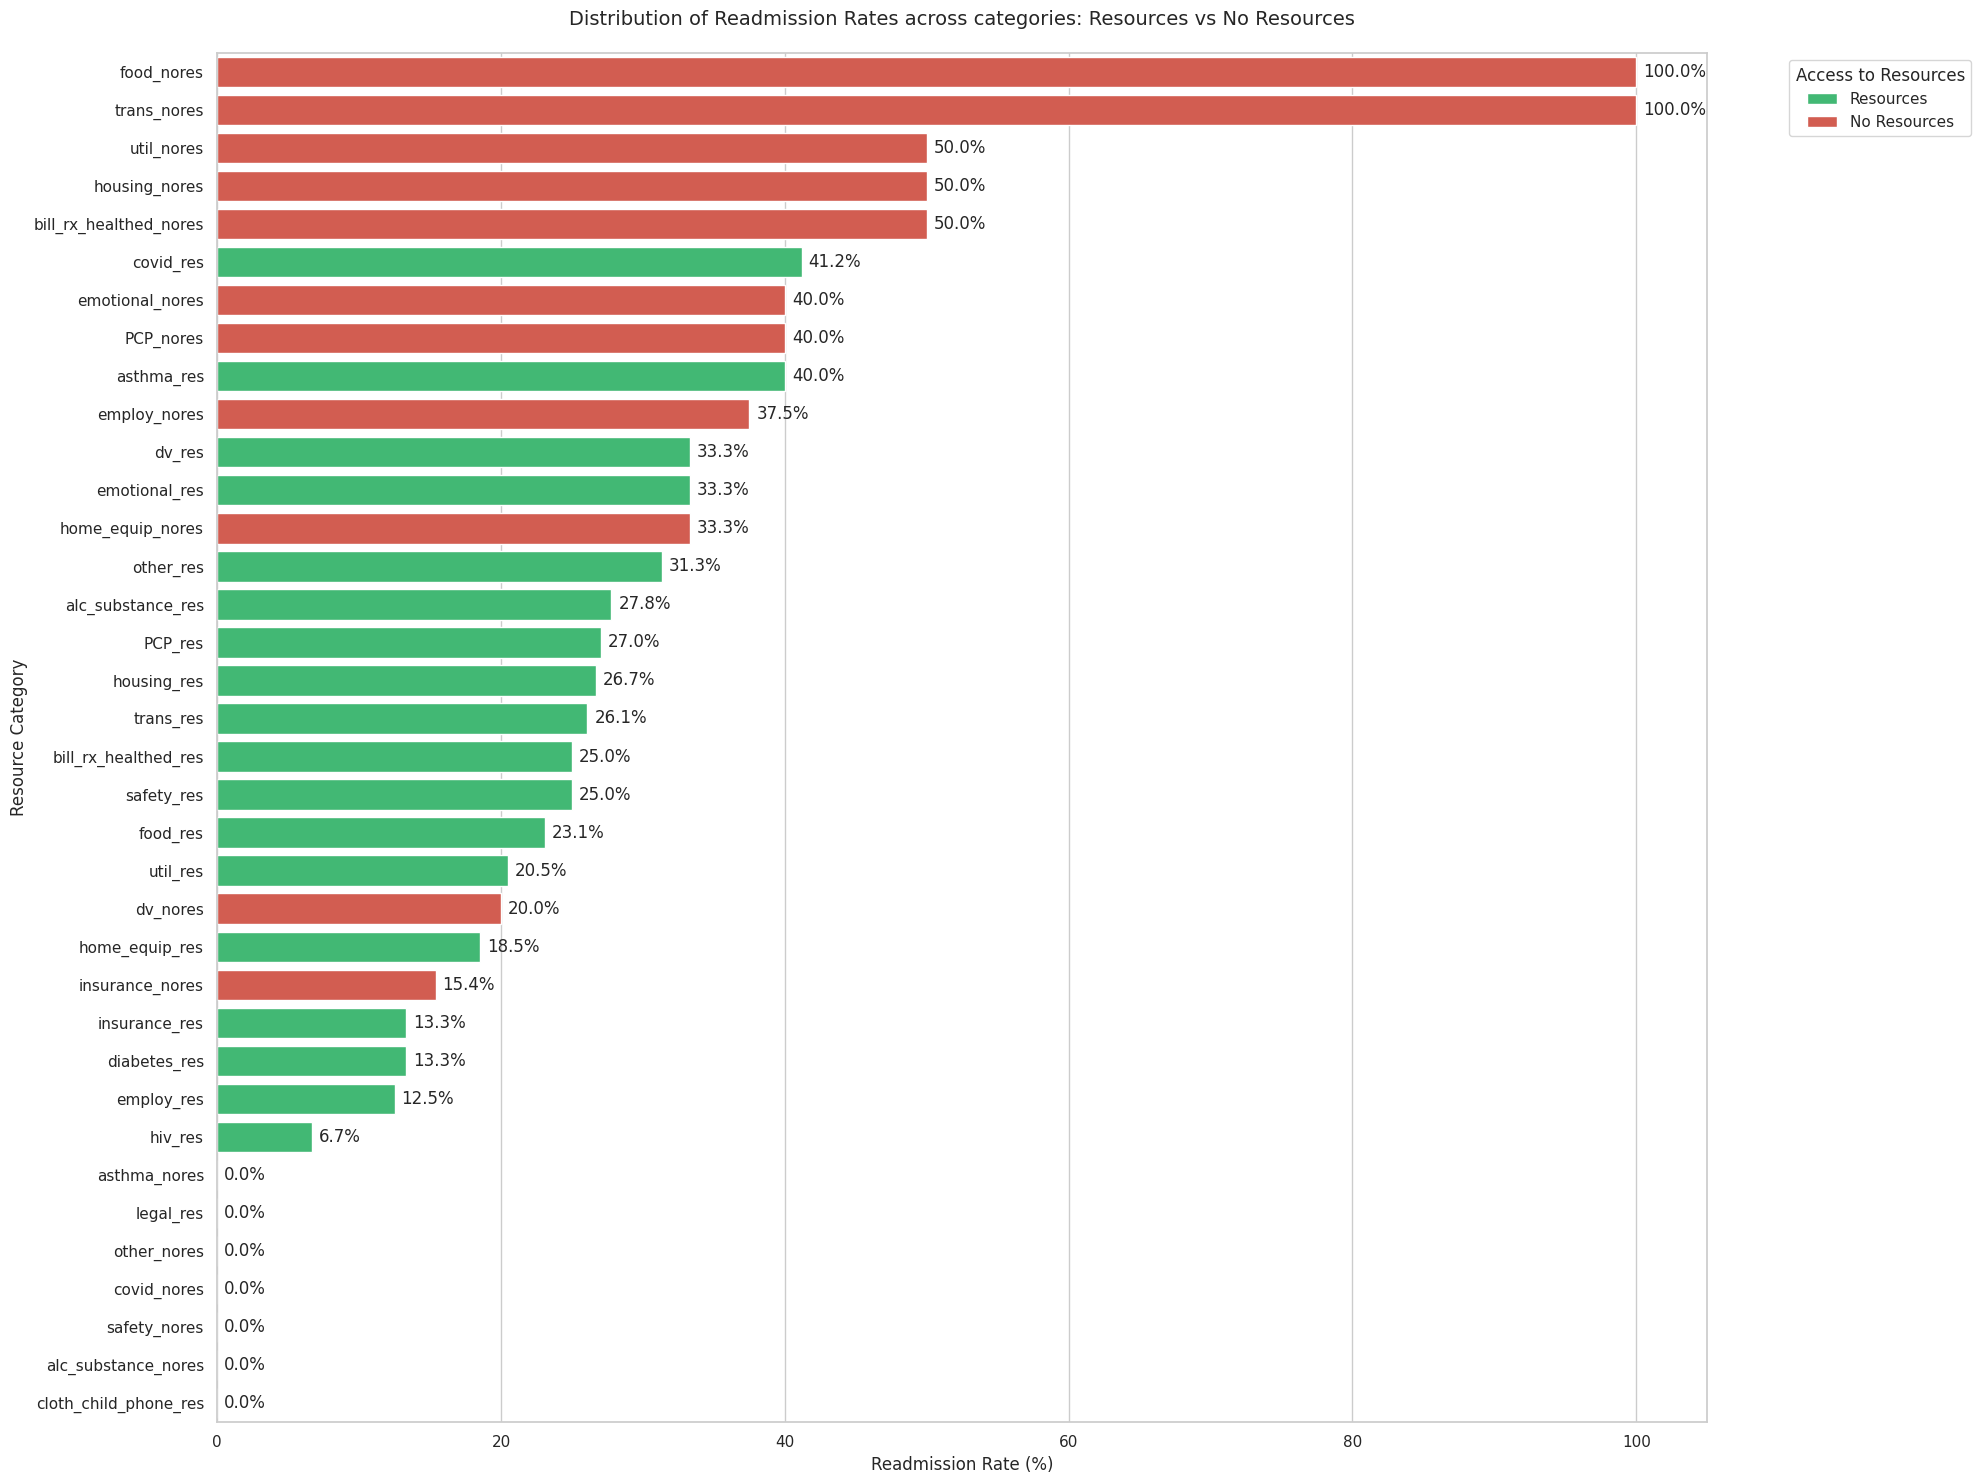 Distribution of Readmission Rates across categories: Resources vs No Resources
Access to Resources
Resources
No Resources
Resource Category
food_nores 100.0%
trans_nores 100.0%
util_nores 50.0%
housing_nores 50.0%
bill_rx_healthed_nores 50.0%
covid_res 41.2%
emotional_nores 40.0%
PCP_nores 40.0%
asthma_res 40.0%
employ_nores 37.5%
dv_res 33.3%
emotional_res 33.3%
home_equip_nores 33.3%
other_res 31.3%
alc_substance_res 27.8%
PCP_res 27.0%
housing_res 26.7%
trans_res 26.1%
bill_rx_healthed_res 25.0%
safety_res 25.0%
food_res 23.1%
util_res 20.5%
dv_nores 20.0%
home_equip_res 18.5%
insurance_nores 15.4%
insurance_res 13.3%
diabetes_res 13.3%
employ_res 12.5%
hiv_res 6.7%
asthma_nores 0.0%
legal_res 0.0%
other_nores 0.0%
covid_nores 0.0%
safety_nores 0.0%
alc_substance_nores 0.0%
cloth_child_phone_res 0.0%
0 20 40 60 80 100
Readmission Rate (%)